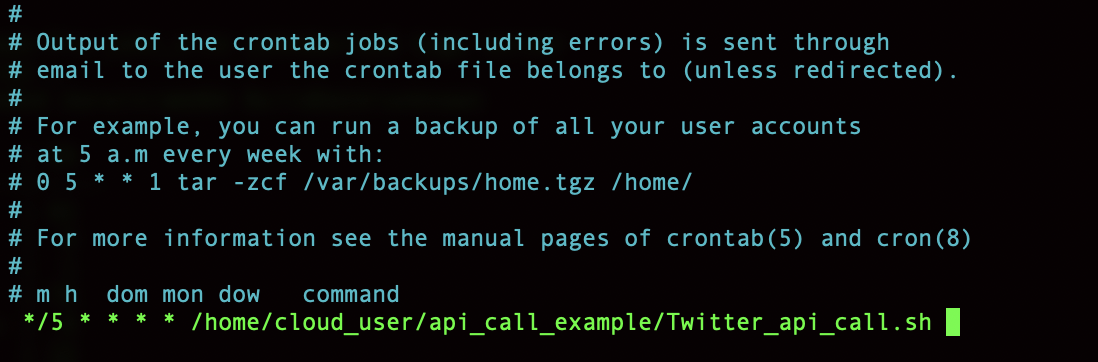 #
# Output of the crontab jobs (including errors) is sent through
# email to the user the crontab file belongs to (unless redirected).
#
# For example, you can run a backup of all your user accounts
# at 5 a.m every week with:
# 0 5 * * 1 tar -zcf /var/backups/home.tgz /home/
#
# For more information see the manual pages of crontab(5) and cron(8)
#
# m h  dom mon dow   command
 */5 * * * * /home/cloud_user/api_call_example/Twitter_api_call.sh